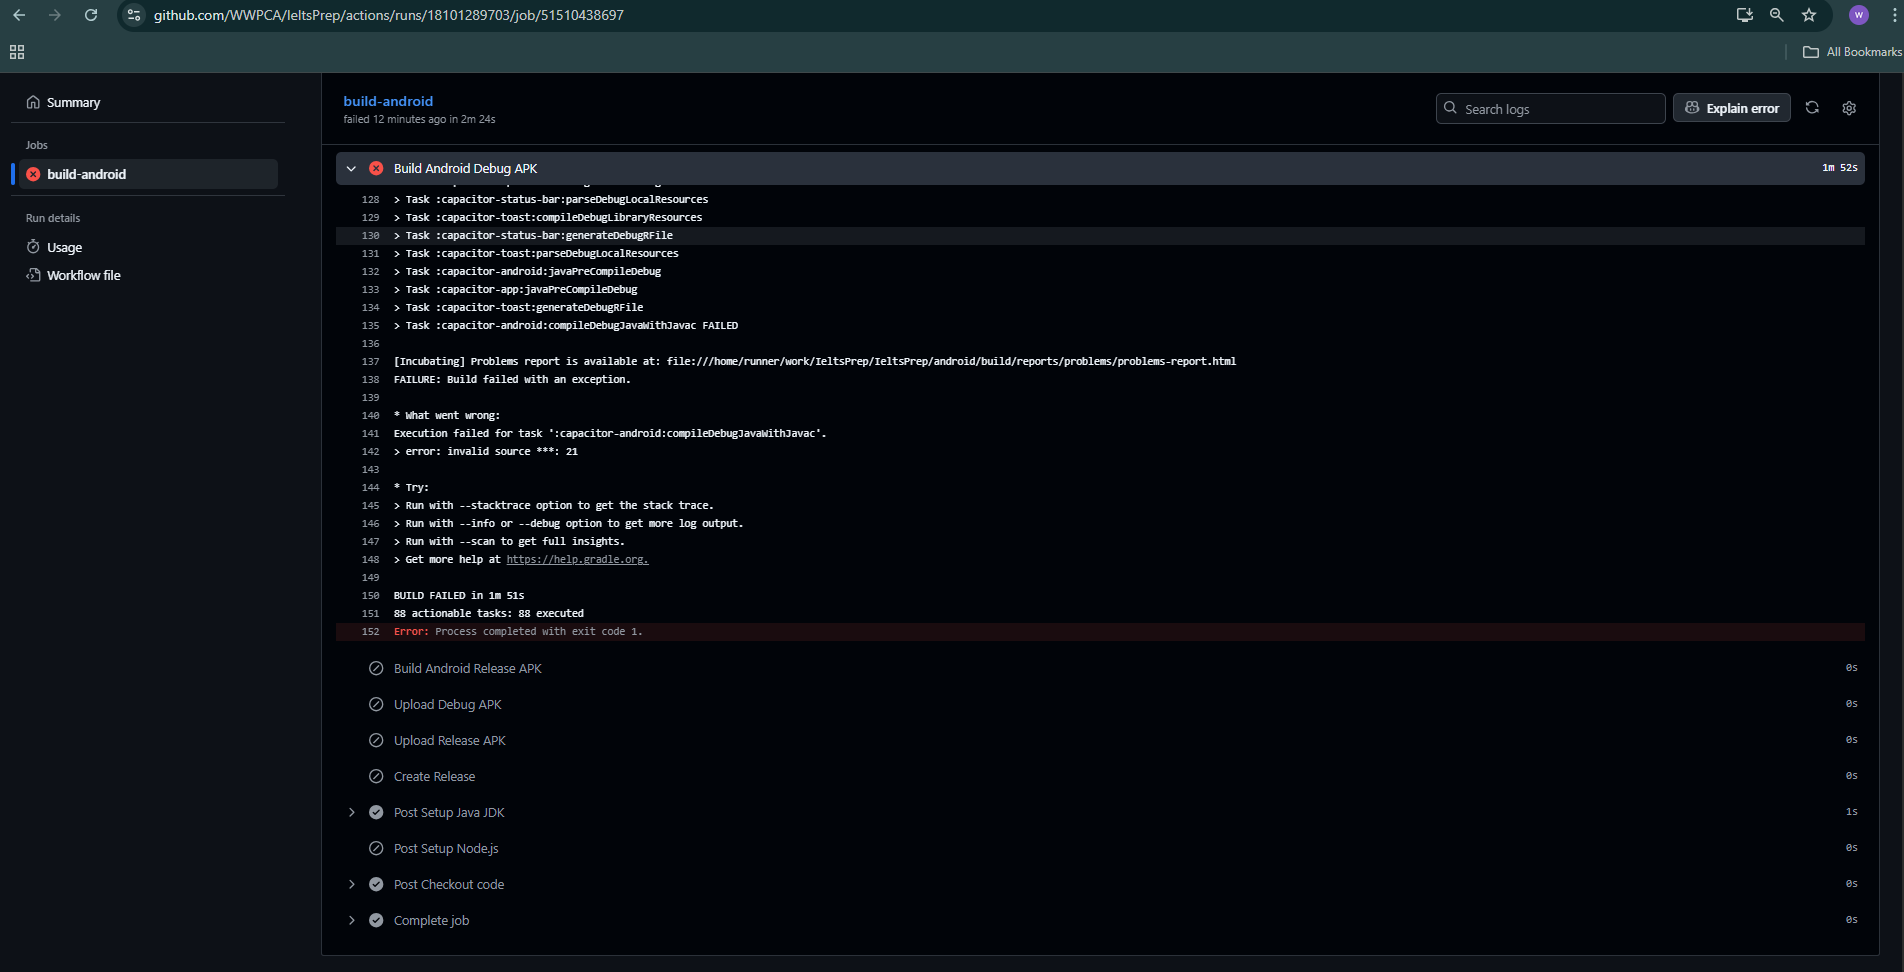 github.com/WWPCA/IeltsPrep/actions/runs/18101289703/job/51510438697
W
All Bookmarks
Summary
Jobs
build-android
Run details
Usage
Workflow file
build-android
failed 12 minutes ago in 2m 24s
Search logs
Explain error
Build Android Debug APK
1m 52s
128 > Task :capacitor-status-bar:parseDebugLocalResources
129 > Task :capacitor-toast:compileDebugLibraryResources
130 > Task :capacitor-status-bar:generateDebugRFile
131 > Task :capacitor-toast:parseDebugLocalResources
132 > Task :capacitor-android:javaPreCompileDebug
133 > Task :capacitor-app:javaPreCompileDebug
134 > Task :capacitor-toast:generateDebugRFile
135 > Task :capacitor-android:compileDebugJavaWithJavac FAILED
136
137 [Incubating] Problems report is available at: file:///home/runner/work/IeltsPrep/IeltsPrep/android/build/reports/problems/problems-report.html
138 FAILURE: Build failed with an exception.
139
140 * What went wrong:
141 Execution failed for task ':capacitor-android:compileDebugJavaWithJavac'.
142 > error: invalid source ***: 21
143
144 * Try:
145 > Run with --stacktrace option to get the stack trace.
146 > Run with --info or --debug option to get more log output.
147 > Run with --scan to get full insights.
148 > Get more help at https://help.gradle.org.
149
150 BUILD FAILED in 1m 51s
151 88 actionable tasks: 88 executed
152 Error: Process completed with exit code 1.
Build Android Release APK 0s
Upload Debug APK 0s
Upload Release APK 0s
Create Release 0s
Post Setup Java JDK 1s
Post Setup Node.js 0s
Post Checkout code 0s
Complete job 0s